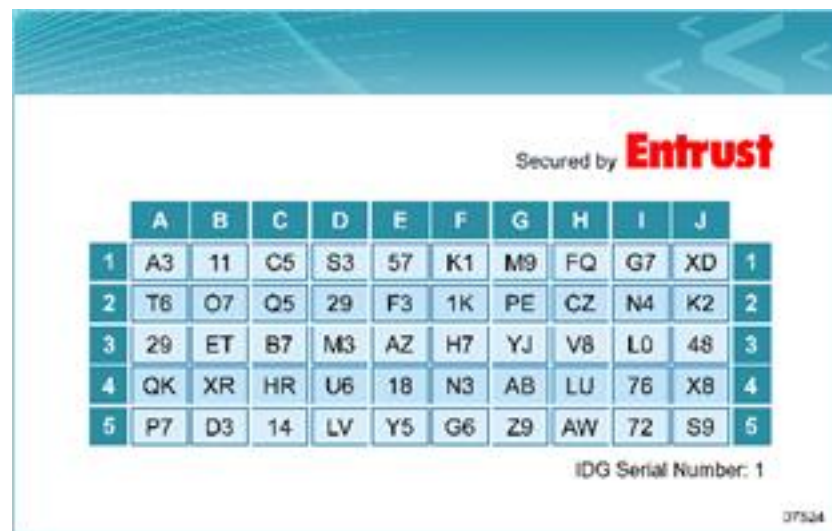 Secured by Entrust
A B C D E F G H I J
1 A3 11 C5 S3 57 K1 M9 FQ G7 XD 1
2 T6 O7 Q5 29 F3 1K PE CZ N4 K2 2
3 29 ET B7 M3 AZ H7 YJ V8 L0 48 3
4 QK XR HR U6 18 N3 AB LU 76 X8 4
5 P7 D3 14 LV Y5 G6 Z9 AW 72 S9 5
IDG Serial Number: 1
07524